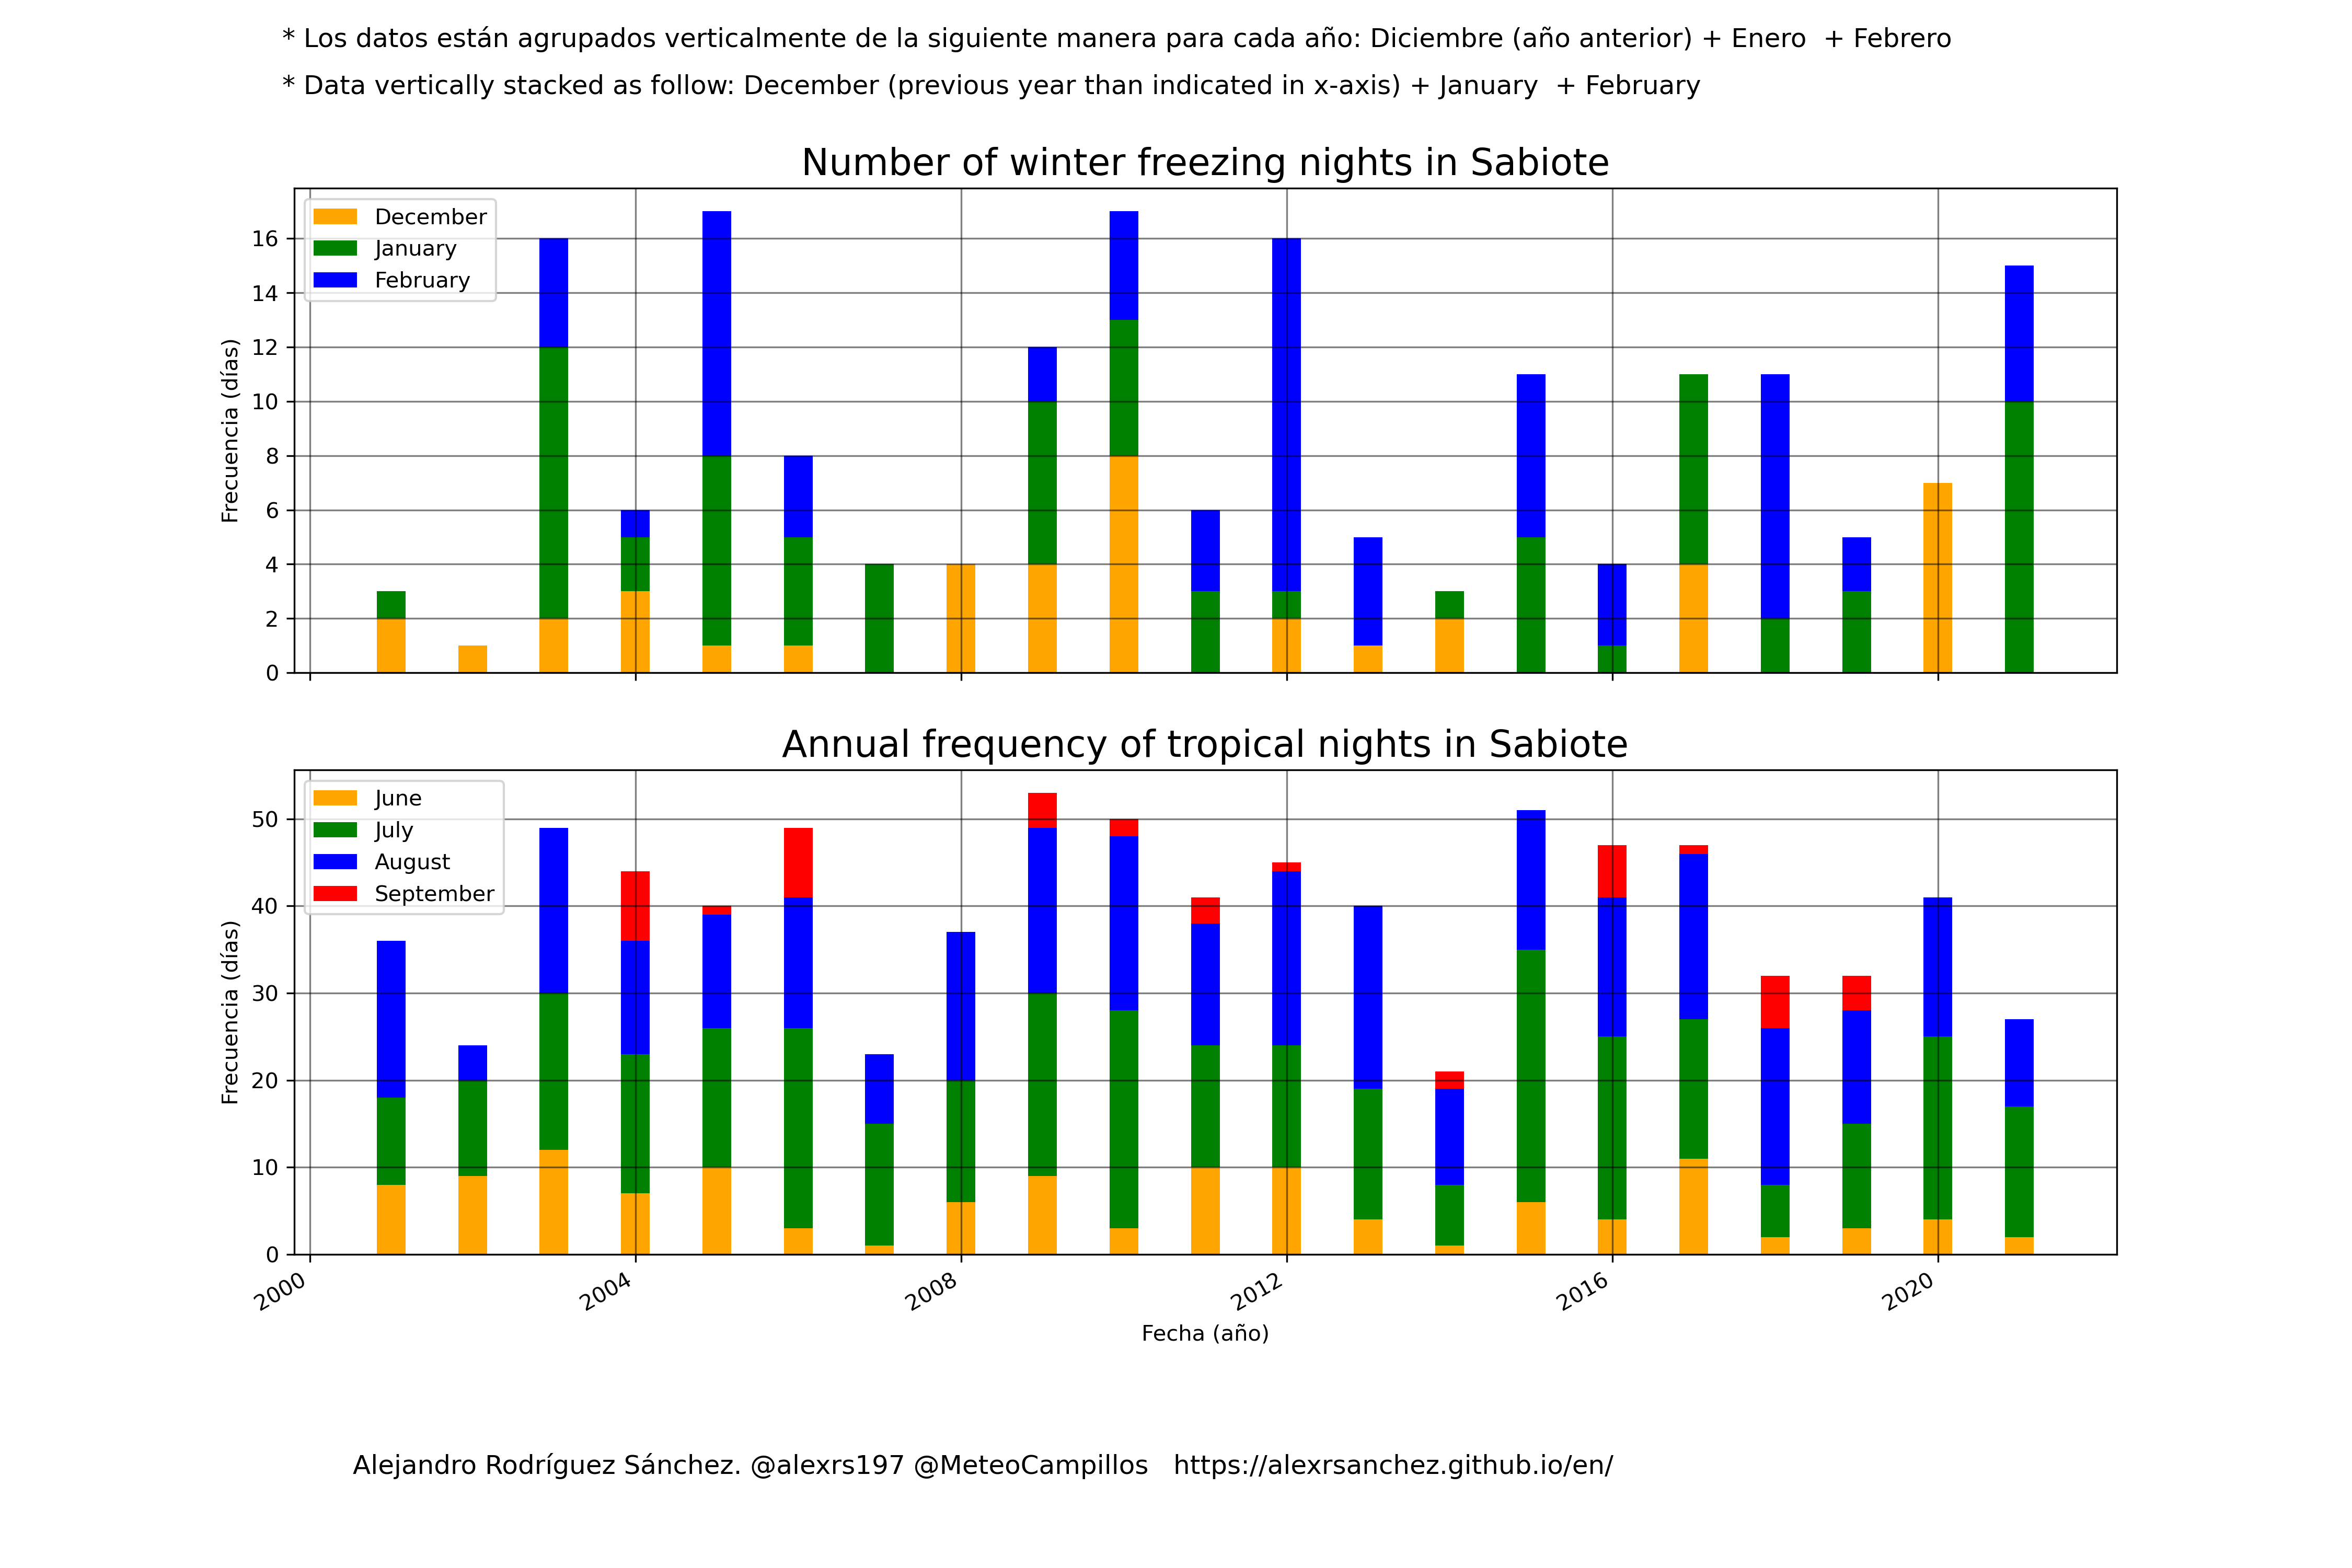 * Los datos están agrupados verticalmente de la siguiente manera para cada año: Diciembre (año anterior) + Enero  + Febrero
* Data vertically stacked as follow: December (previous year than indicated in x-axis) + January  + February
Number of winter freezing nights in Sabiote
December
January
February
Frecuencia (días)
16
14
12
10
8
6
4
2
0
Annual frequency of tropical nights in Sabiote
June
July
August
September
Frecuencia (días)
50
40
30
20
10
0
2000 2004 2008 2012 2016 2020
Fecha (año)
Alejandro Rodríguez Sánchez. @alexrs197 @MeteoCampillos   https://alexrsanchez.github.io/en/